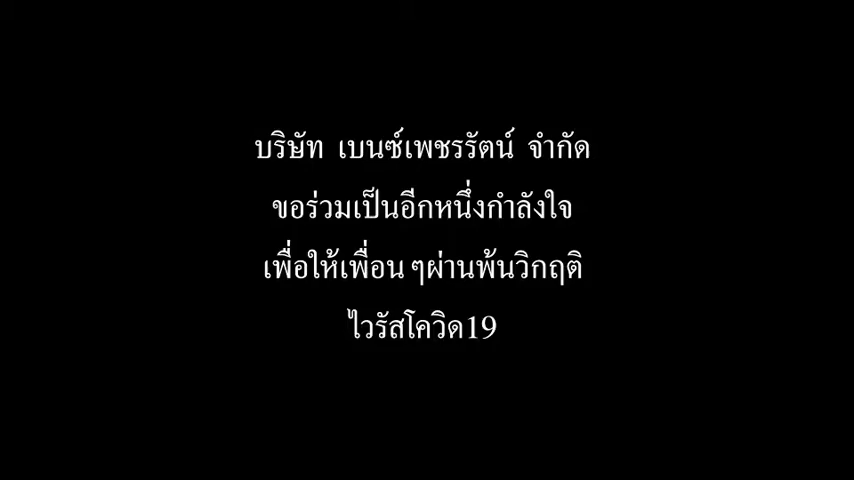 บริษัท เบนซ์เพชรรัตน์ จำกัด
ขอร่วมเป็นอีกหนึ่งกำลังใจ
เพื่อให้เพื่อนๆผ่านพ้นวิกฤติ
ไวรัสโควิด19